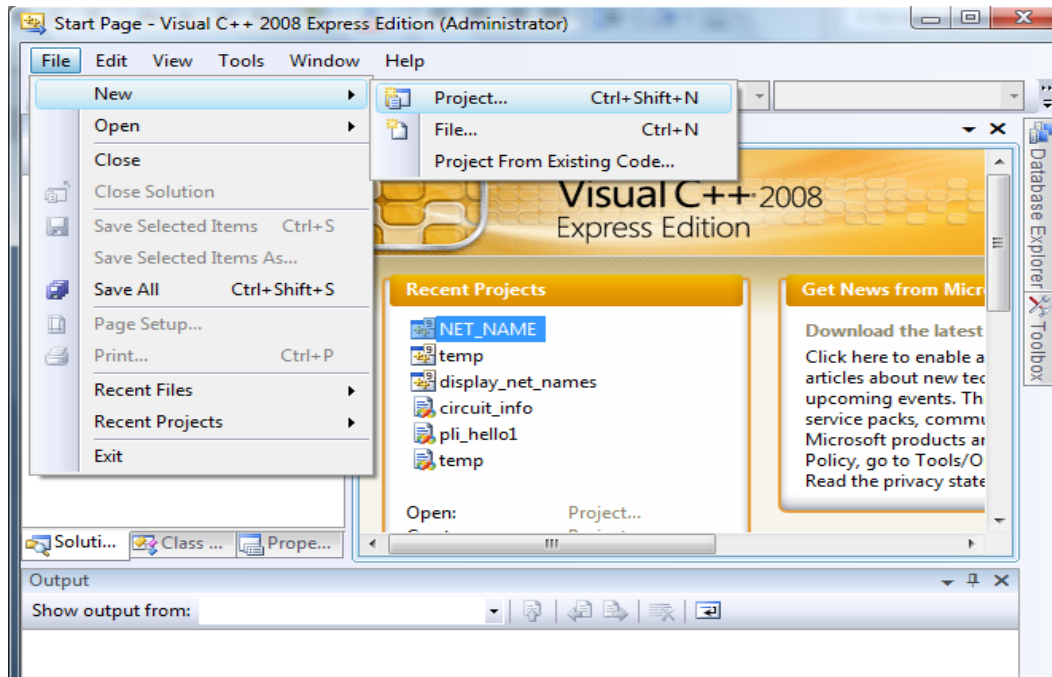 Start Page - Visual C++ 2008 Express Edition (Administrator)
File Edit View Tools Window Help
New
Open
Close
Close Solution
Save Selected Items Ctrl+S
Save Selected Items As...
Save All Ctrl+Shift+S
Page Setup...
Print... Ctrl+P
Recent Files
Recent Projects
Exit
Project... Ctrl+Shift+N
File... Ctrl+N
Project From Existing Code...
Visual C++ 2008
Express Edition
Recent Projects
NET_NAME
temp
display_net_names
circuit_info
pli_hello1
temp
Open: Project...
Get News from Micr
Download the latest
Click here to enable a
articles about new tec
upcoming events. Th
service packs, commu
Microsoft products ar
Policy, go to Tools/O
Read the privacy state
Database Explorer
Toolbox
Soluti... Class ... Prope...
Output
Show output from: